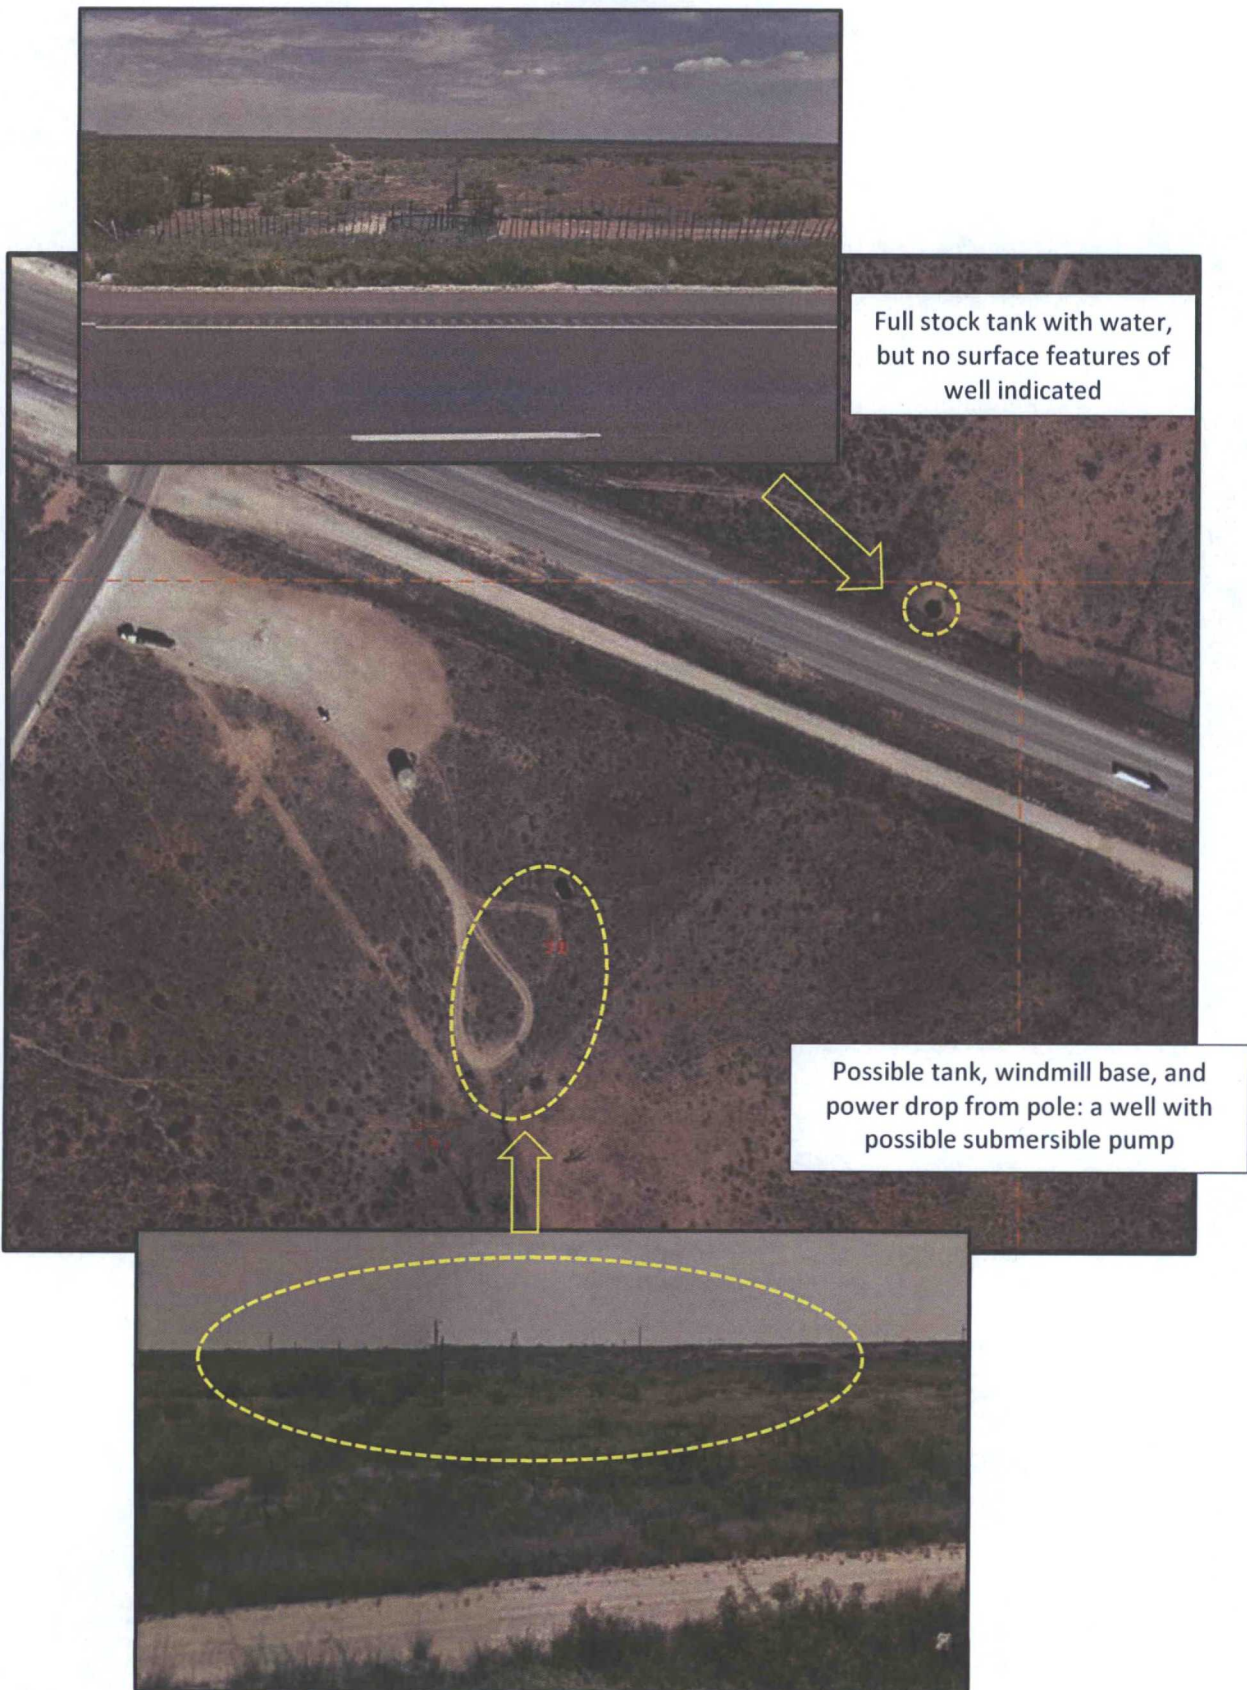 Full stock tank with water,
but no surface features of
well indicated
Possible tank, windmill base, and
power drop from pole: a well with
possible submersible pump